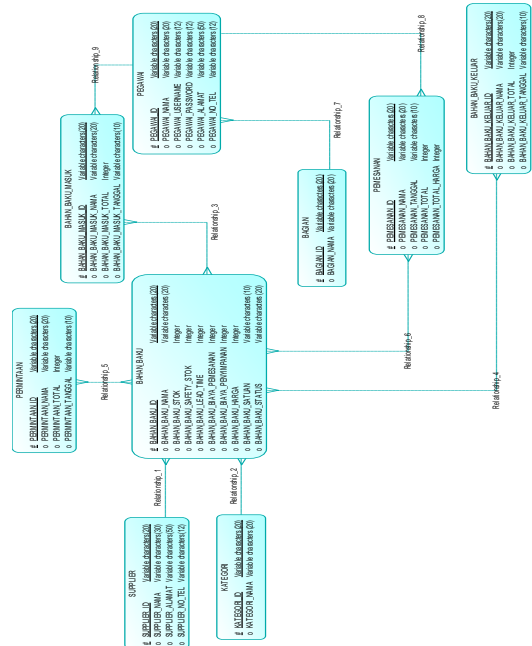 SUPPLIER
# SUPPLIER_ID Variable characters (20)
o SUPPLIER_NAMA Variable characters (30)
o SUPPLIER_ALAMAT Variable characters (50)
o SUPPLIER_NO_TEL Variable characters (12)
Relationship_1
KATEGORI
# KATEGORI_ID Variable characters (20)
o KATEGORI_NAMA Variable characters (20)
Relationship_2
PERMINTAAN
# PERMINTAAN_ID Variable characters (20)
o PERMINTAAN_NAMA Variable characters (20)
o PERMINTAAN_TOTAL Integer
o PERMINTAAN_TANGGAL Variable characters (10)
Relationship_5
BAHAN_BAKU
# BAHAN_BAKU_ID Variable characters (20)
o BAHAN_BAKU_NAMA Variable characters (20)
o BAHAN_BAKU_STOK Integer
o BAHAN_BAKU_SAFETY_STOK Integer
o BAHAN_BAKU_LEAD_TIME Integer
o BAHAN_BAKU_BIAYA_PEMESANAN Integer
o BAHAN_BAKU_BIAYA_PENYIMPANAN Integer
o BAHAN_BAKU_HARGA Integer
o BAHAN_BAKU_SATUAN Variable characters (10)
o BAHAN_BAKU_STATUS Variable characters (20)
Relationship_3
BAHAN_BAKU_MASUK
# BAHAN_BAKU_MASUK_ID Variable characters (20)
o BAHAN_BAKU_MASUK_NAMA Variable characters (20)
o BAHAN_BAKU_MASUK_TOTAL Integer
o BAHAN_BAKU_MASUK_TANGGAL Variable characters (10)
Relationship_9
PEGAWAI
# PEGAWAI_ID Variable characters (20)
o PEGAWAI_NAMA Variable characters (20)
o PEGAWAI_USERNAME Variable characters (12)
o PEGAWAI_PASSWORD Variable characters (12)
o PEGAWAI_ALAMAT Variable characters (50)
o PEGAWAI_NO_TEL Variable characters (12)
Relationship_7
BAGIAN
# BAGIAN_ID Variable characters (20)
o BAGIAN_NAMA Variable characters (20)
Relationship_6
PEMESANAN
# PEMESANAN_ID Variable characters (20)
o PEMESANAN_NAMA Variable characters (20)
o PEMESANAN_TANGGAL Variable characters (10)
o PEMESANAN_TOTAL Integer
o PEMESANAN_TOTAL_HARGA Integer
Relationship_8
Relationship_4
BAHAN_BAKU_KELUAR
# BAHAN_BAKU_KELUAR_ID Variable characters (20)
o BAHAN_BAKU_KELUAR_NAMA Variable characters (20)
o BAHAN_BAKU_KELUAR_TOTAL Integer
o BAHAN_BAKU_KELUAR_TANGGAL Variable characters (10)